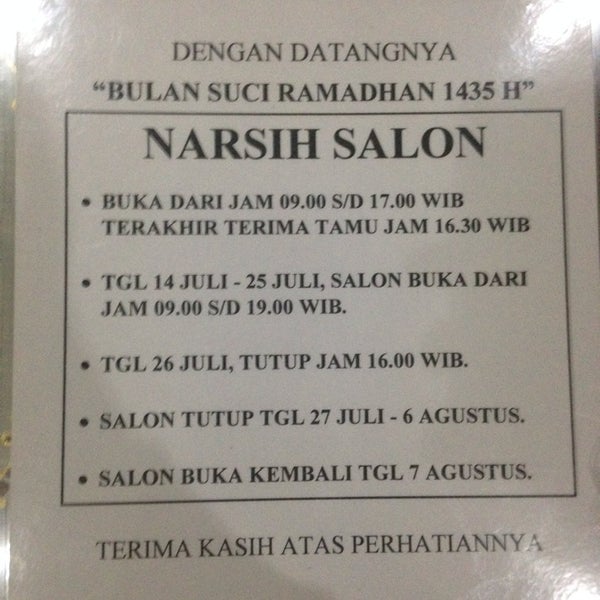 DENGAN DATANGNYA
“BULAN SUCI RAMADHAN 1435 H”
NARSIH SALON
• BUKA DARI JAM 09.00 S/D 17.00 WIB
TERAKHIR TERIMA TAMU JAM 16.30 WIB
• TGL 14 JULI - 25 JULI, SALON BUKA DARI
JAM 09.00 S/D 19.00 WIB.
• TGL 26 JULI, TUTUP JAM 16.00 WIB.
• SALON TUTUP TGL 27 JULI - 6 AGUSTUS.
• SALON BUKA KEMBALI TGL 7 AGUSTUS.
TERIMA KASIH ATAS PERHATIANNYA